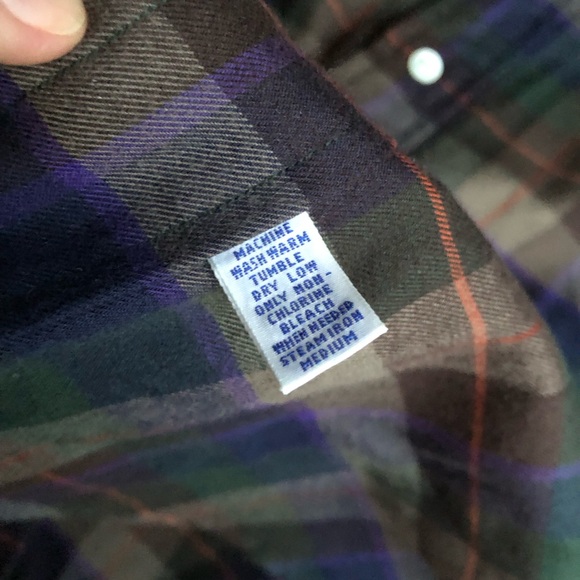 MACHINE
WASH WARM
TUMBLE
DRY LOW
ONLY NON-
CHLORINE
BLEACH
WHEN NEEDED
STEAM IRON
MEDIUM